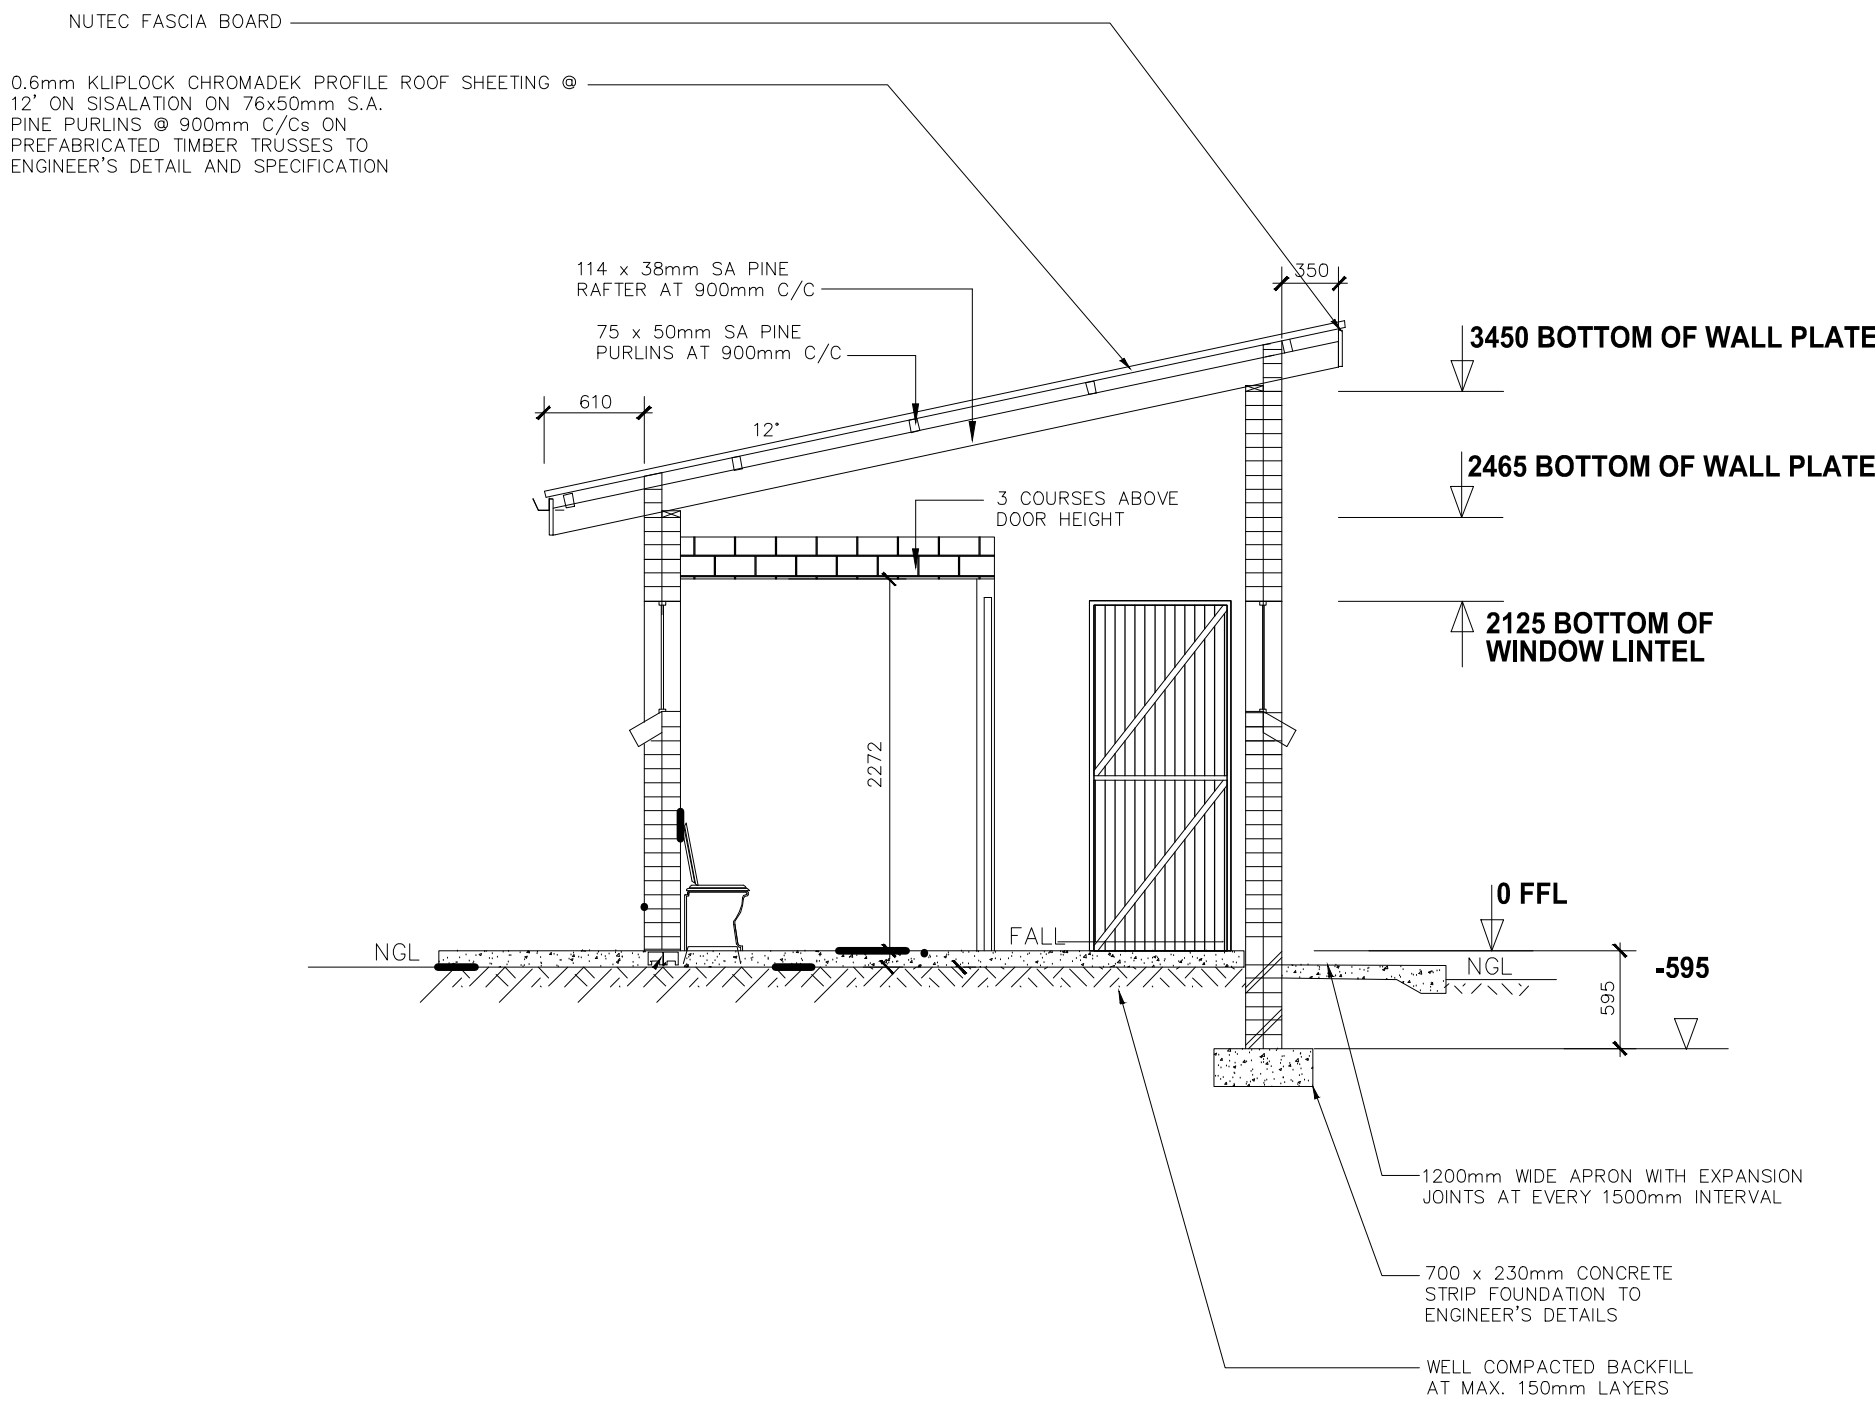 NUTEC FASCIA BOARD
0.6mm KLIPLOCK CHROMADEK PROFILE ROOF SHEETING @
12' ON SISALATION ON 76x50mm S.A.
PINE PURLINS @ 900mm C/Cs ON
PREFABRICATED TIMBER TRUSSES TO
ENGINEER'S DETAIL AND SPECIFICATION
114 x 38mm SA PINE
RAFTER AT 900mm C/C
350
75 x 50mm SA PINE
PURLINS AT 900mm C/C
3450 BOTTOM OF WALL PLATE
610
12°
2465 BOTTOM OF WALL PLATE
3 COURSES ABOVE
DOOR HEIGHT
2125 BOTTOM OF
WINDOW LINTEL
2272
0 FFL
FALL
NGL
NGL
-595
595
1200mm WIDE APRON WITH EXPANSION
JOINTS AT EVERY 1500mm INTERVAL
700 x 230mm CONCRETE
STRIP FOUNDATION TO
ENGINEER'S DETAILS
WELL COMPACTED BACKFILL
AT MAX. 150mm LAYERS